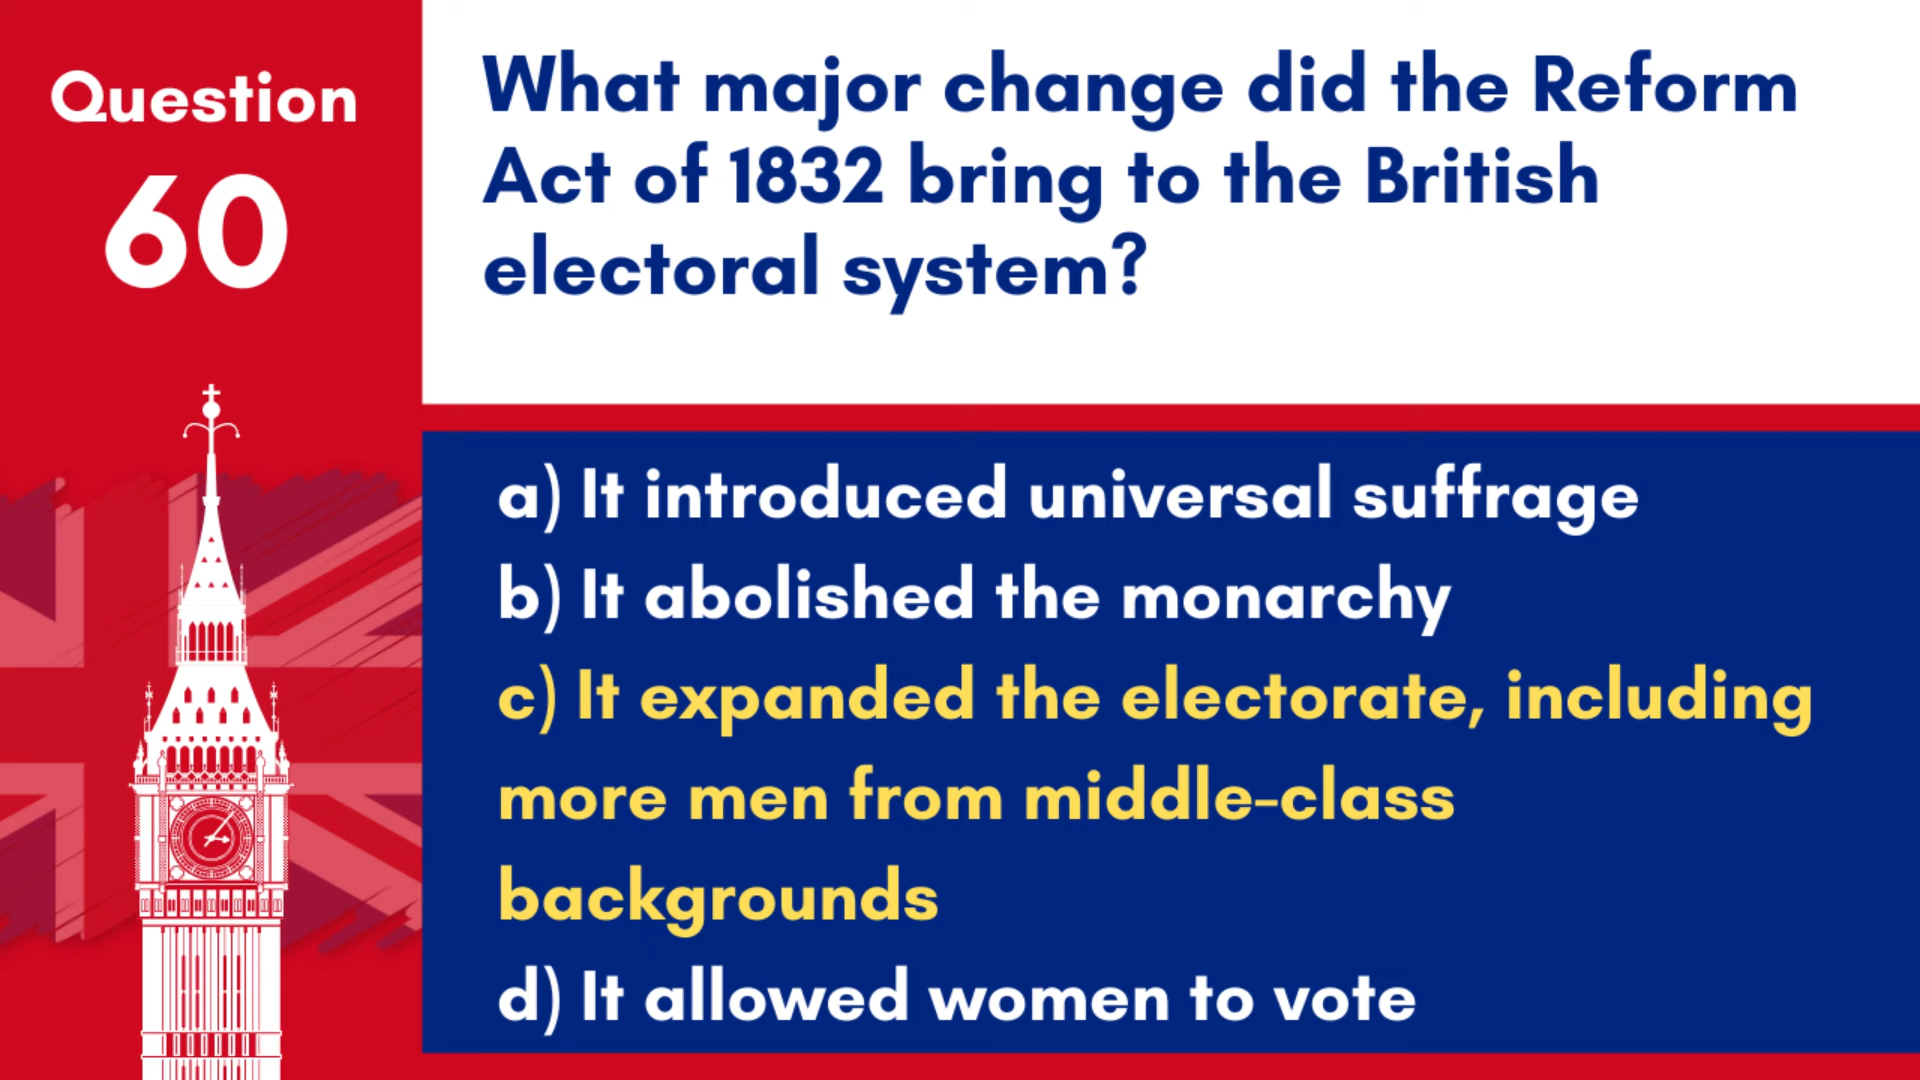 Question
60
What major change did the Reform
Act of 1832 bring to the British
electoral system?
a) It introduced universal suffrage
b) It abolished the monarchy
c) It expanded the electorate, including
more men from middle-class
backgrounds
d) It allowed women to vote